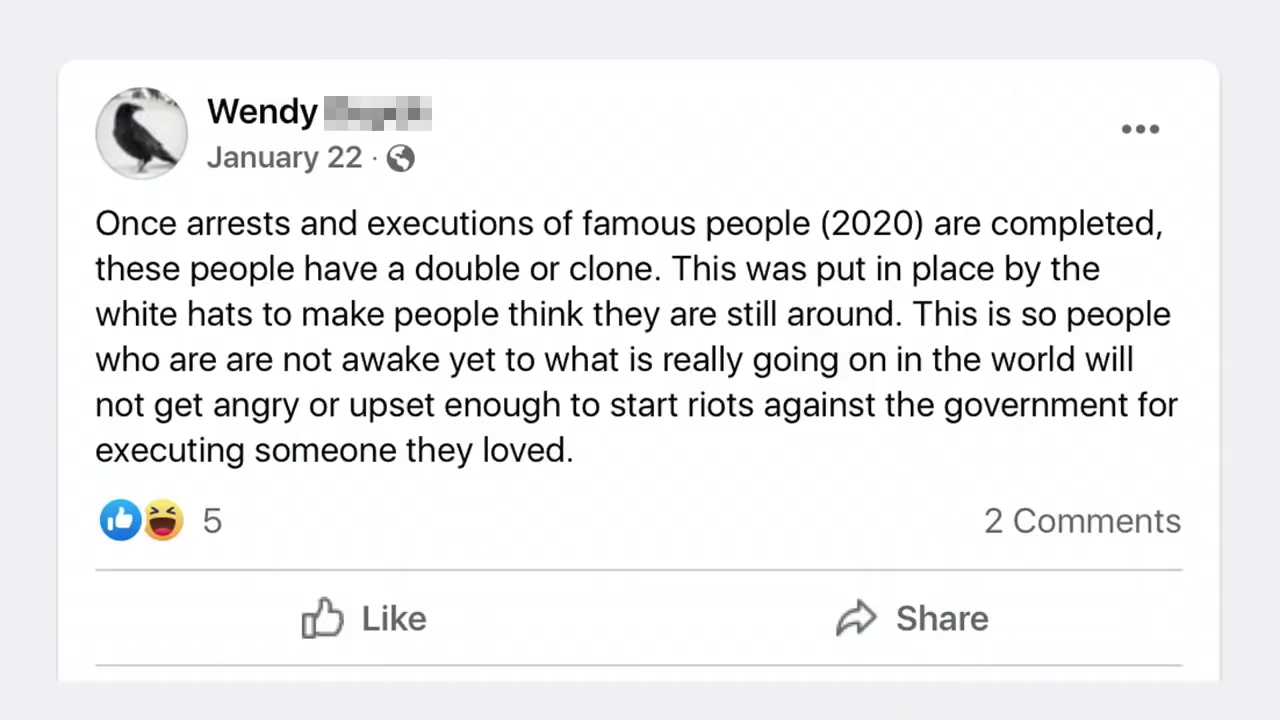 Wendy
January 22 ·
Once arrests and executions of famous people (2020) are completed,
these people have a double or clone. This was put in place by the
white hats to make people think they are still around. This is so people
who are are not awake yet to what is really going on in the world will
not get angry or upset enough to start riots against the government for
executing someone they loved.
5
2 Comments
Like
Share